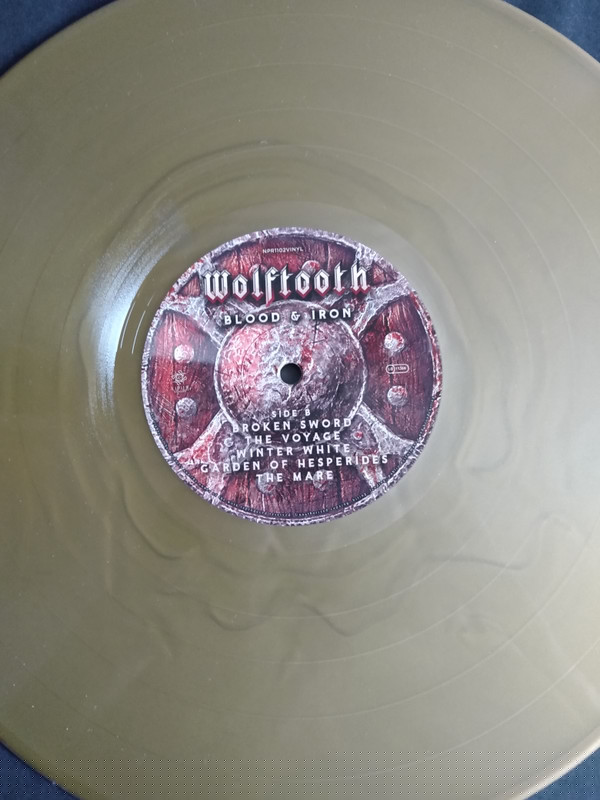 NPR1102VINYL
Wolftooth
BLOOD & IRON
SIDE B
BROKEN SWORD
THE VOYAGE
WINTER WHITE
GARDEN OF HESPERIDES
THE MARE